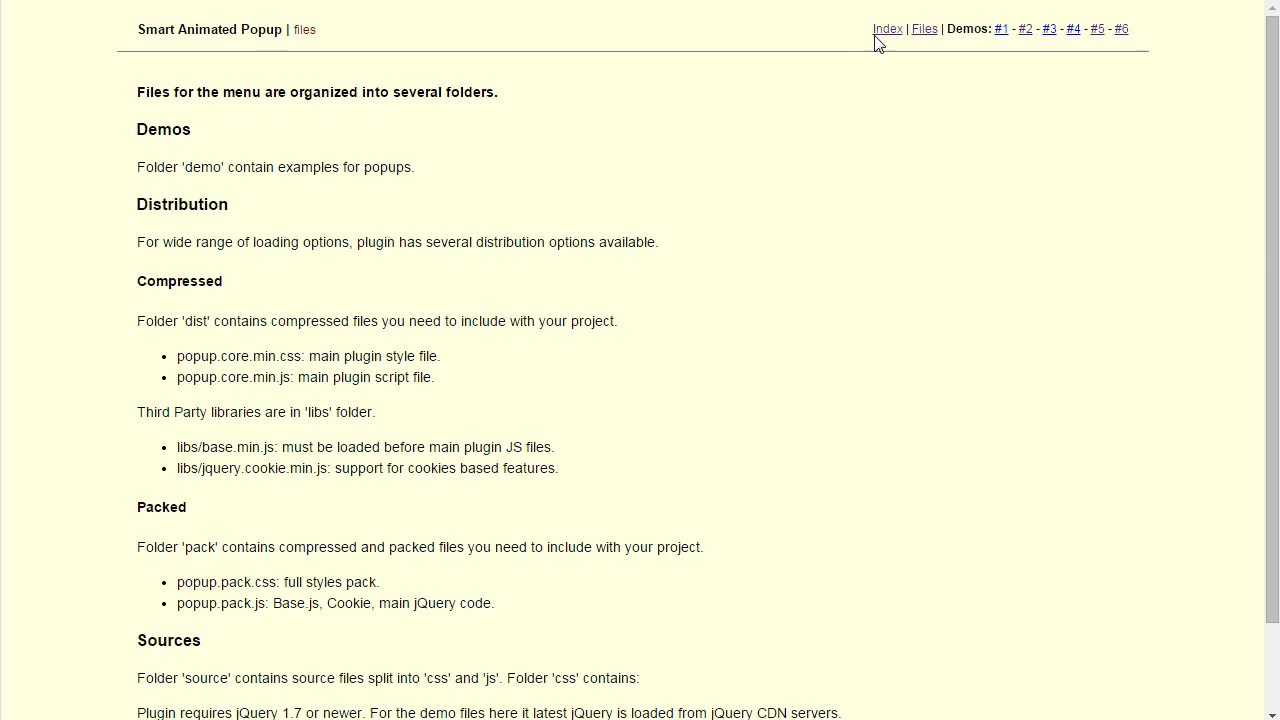 Smart Animated Popup | files
Index | Files | Demos: #1 - #2 - #3 - #4 - #5 - #6
Files for the menu are organized into several folders.
Demos
Folder 'demo' contain examples for popups.
Distribution
For wide range of loading options, plugin has several distribution options available.
Compressed
Folder 'dist' contains compressed files you need to include with your project.
• popup.core.min.css: main plugin style file.
• popup.core.min.js: main plugin script file.
Third Party libraries are in 'libs' folder.
• libs/base.min.js: must be loaded before main plugin JS files.
• libs/jquery.cookie.min.js: support for cookies based features.
Packed
Folder 'pack' contains compressed and packed files you need to include with your project.
• popup.pack.css: full styles pack.
• popup.pack.js: Base.js, Cookie, main jQuery code.
Sources
Folder 'source' contains source files split into 'css' and 'js'. Folder 'css' contains:
Plugin requires jQuery 1.7 or newer. For the demo files here it latest jQuery is loaded from jQuery CDN servers.